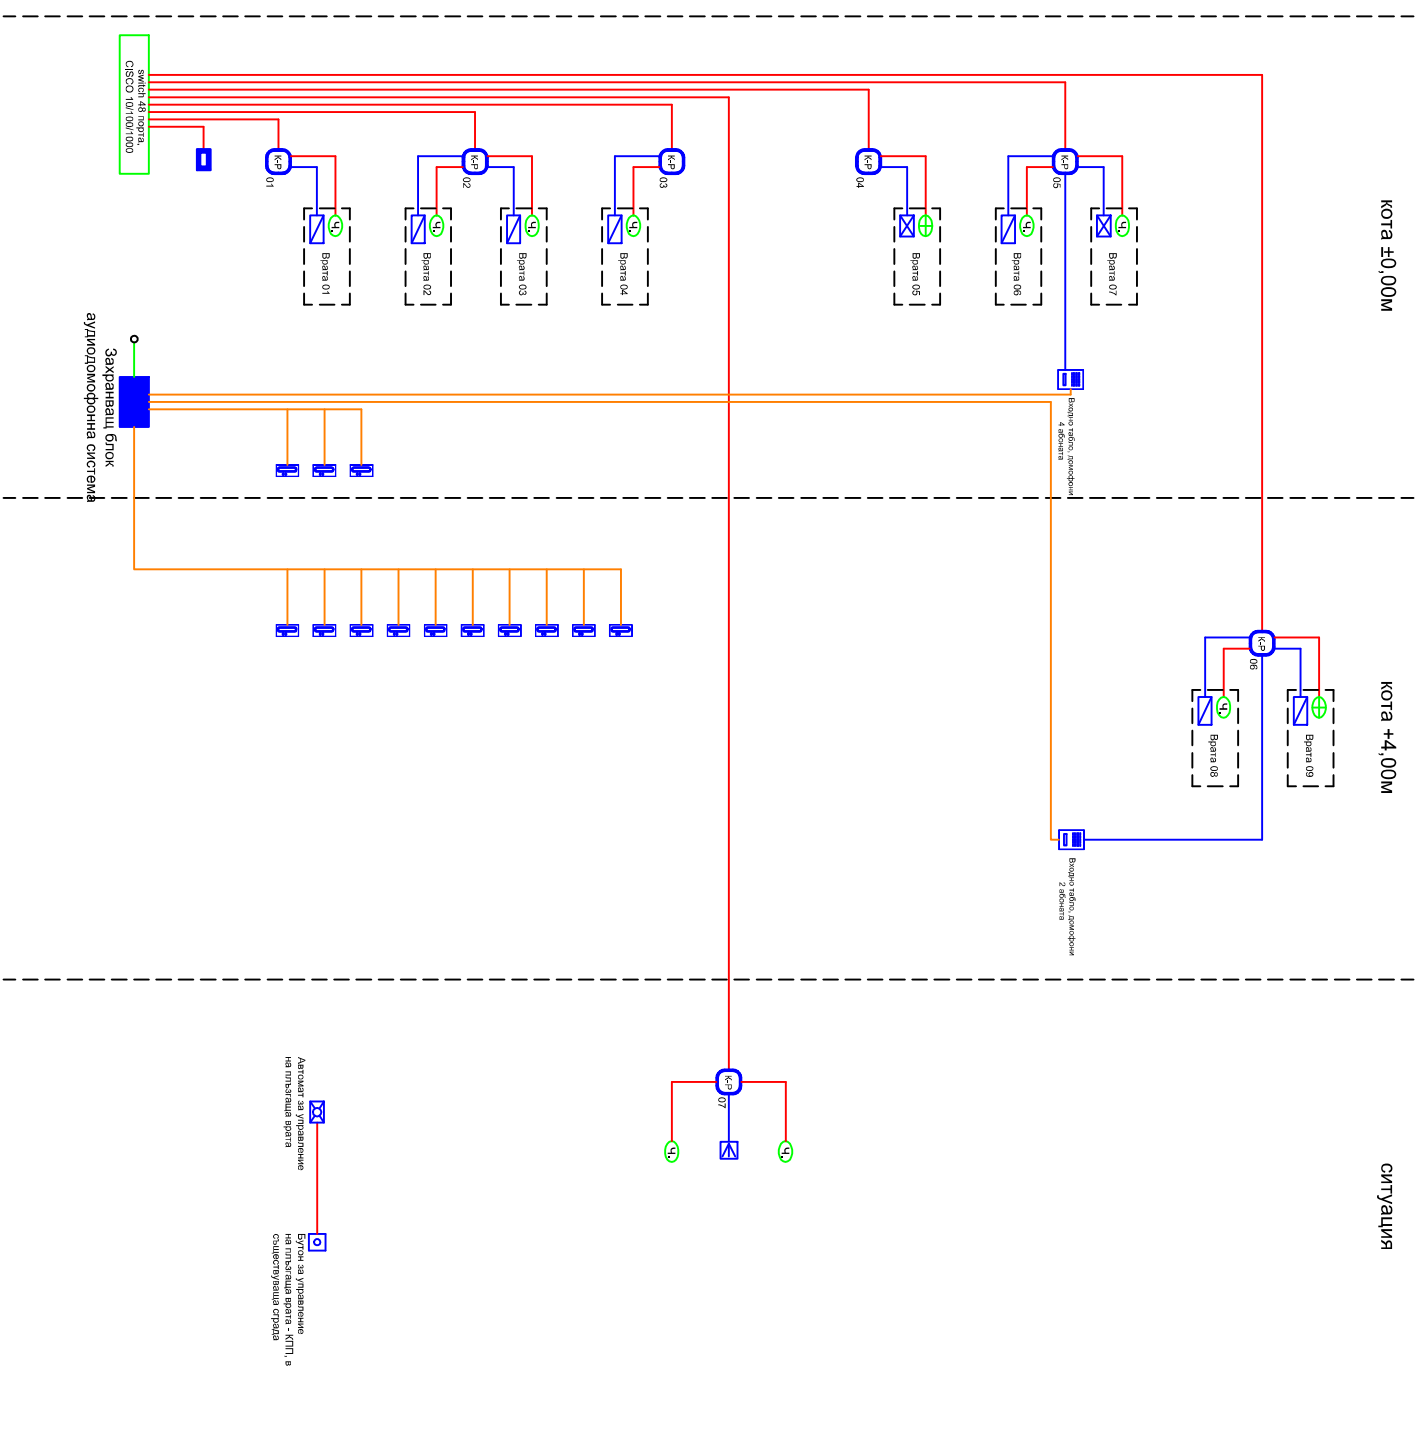 кота ±0,00м
switch 48 порта,
CISCO 10/100/1000
К-Р
01
К-Р
02
К-Р
03
К-Р
04
К-Р
05
Ч.
Врата 01
Ч.
Врата 02
Ч.
Врата 03
Ч.
Врата 04
Врата 05
Ч.
Врата 06
Ч.
Врата 07
Захранващ блок
аудиодомофонна система
Входно табло, домофони
4 абоната
кота +4,00м
К-Р
06
Ч.
Врата 08
Врата 09
Входно табло, домофони
2 абоната
ситуация
К-Р
07
Ч.
Ч.
Автомат за управление
на плъзгаща врата
Бутон за управление
на плъзгаща врата - КПП, в
съществуваща сграда